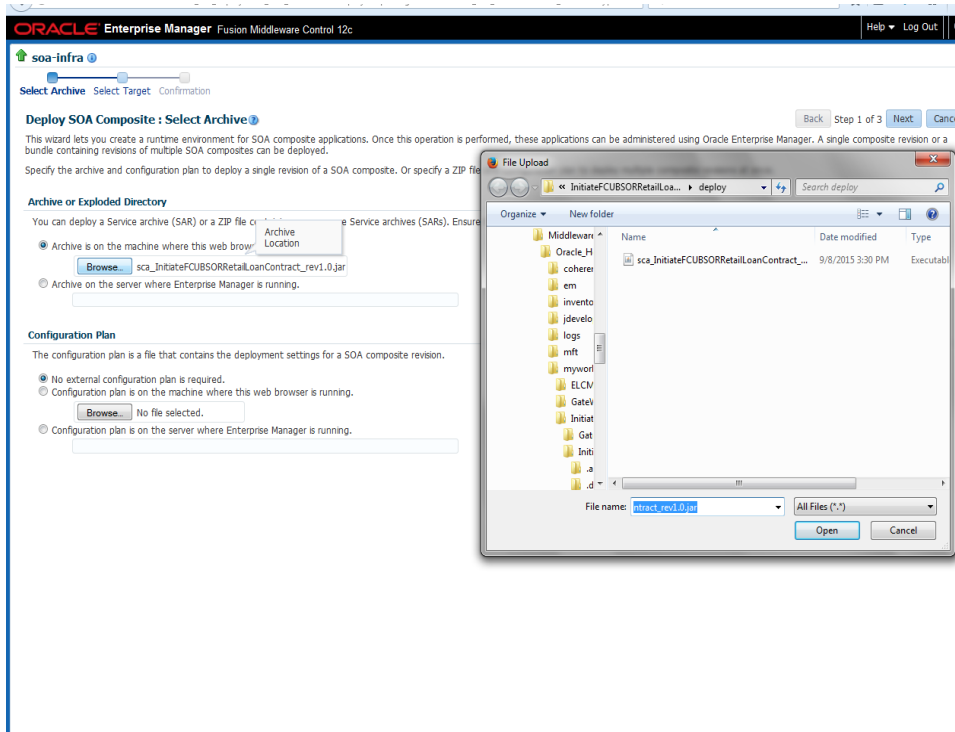 ORACLE Enterprise Manager Fusion Middleware Control 12c
Help Log Out
soa-infra
Select Archive Select Target Confirmation
Deploy SOA Composite : Select Archive
Back Step 1 of 3 Next Canc
This wizard lets you create a runtime environment for SOA composite applications. Once this operation is performed, these applications can be administered using Oracle Enterprise Manager. A single composite revision or a
bundle containing revisions of multiple SOA composites can be deployed.
Specify the archive and configuration plan to deploy a single revision of a SOA composite. Or specify a ZIP file
Archive or Exploded Directory
You can deploy a Service archive (SAR) or a ZIP file c
e Service archives (SARs). Ensure
Archive
Location
Archive is on the machine where this web brow
Browse... sca_InitiateFCUBSORRetailLoanContract_rev1.0.jar
Archive on the server where Enterprise Manager is running.
Configuration Plan
The configuration plan is a file that contains the deployment settings for a SOA composite revision.
No external configuration plan is required.
Configuration plan is on the machine where this web browser is running.
Browse... No file selected.
Configuration plan is on the server where Enterprise Manager is running.
File Upload
« InitiateFCUBSORRetailLoa... deploy
Search deploy
Organize New folder
Middleware
Oracle_H
coherer
em
invento
jdevelo
logs
mft
mywor
ELCM
GateW
Initiat
Gat
Initi
.a
.d
Name Date modified Type
sca_InitiateFCUBSORRetailLoanContract_... 9/8/2015 3:30 PM Executabl
File name: ntract_rev1.0.jar All Files (*.*)
Open Cancel